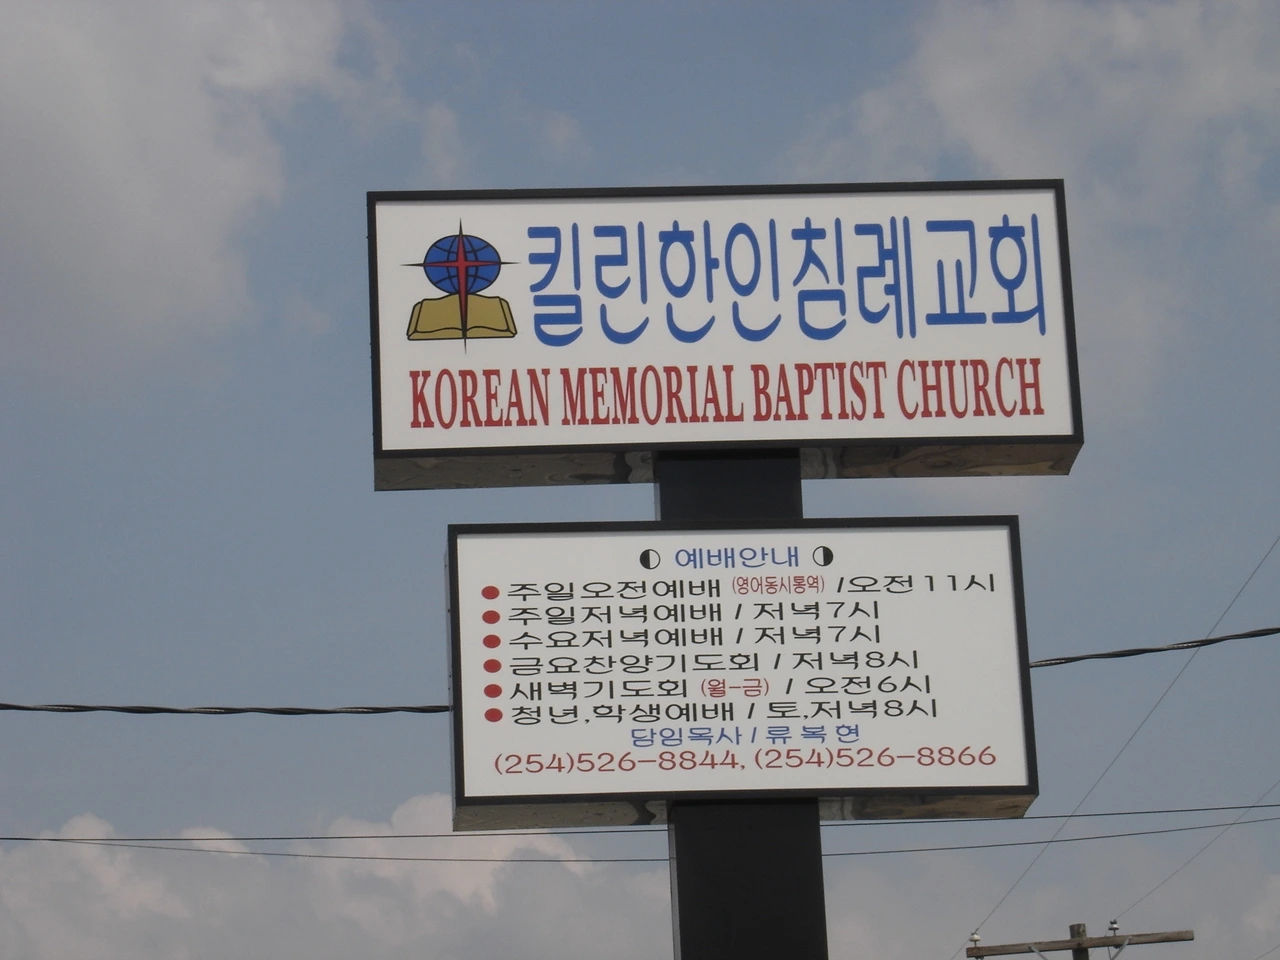 킬린한인침례교회
KOREAN MEMORIAL BAPTIST CHURCH
예배안내
주일오전예배 (영어동시통역) /오전11시
주일저녁예배 / 저녁7시
수요저녁예배 / 저녁7시
금요찬양기도회 / 저녁8시
새벽기도회 (월-금) / 오전6시
청년,학생예배 / 토,저녁8시
담임목사 / 류복현
(254)526-8844, (254)526-8866